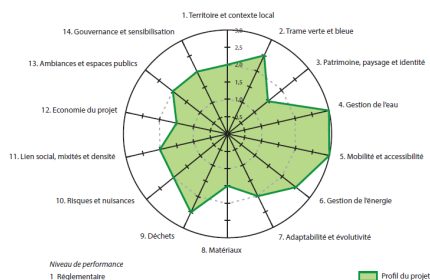 1. Territoire et contexte local
14. Gouvernance et sensibilisation
2. Trame verte et bleue
13. Ambiances et espaces publics
3. Patrimoine, paysage et identité
12. Economie du projet
4. Gestion de l'eau
11. Lien social, mixités et densité
5. Mobilité et accessibilité
10. Risques et nuisances
6. Gestion de l'énergie
9. Déchets
7. Adaptabilité et évolutivité
8. Matériaux
3.0
2.5
2.0
1.5
1.0
0.5
Niveau de performance
1 Réglementaire
Profil du projet